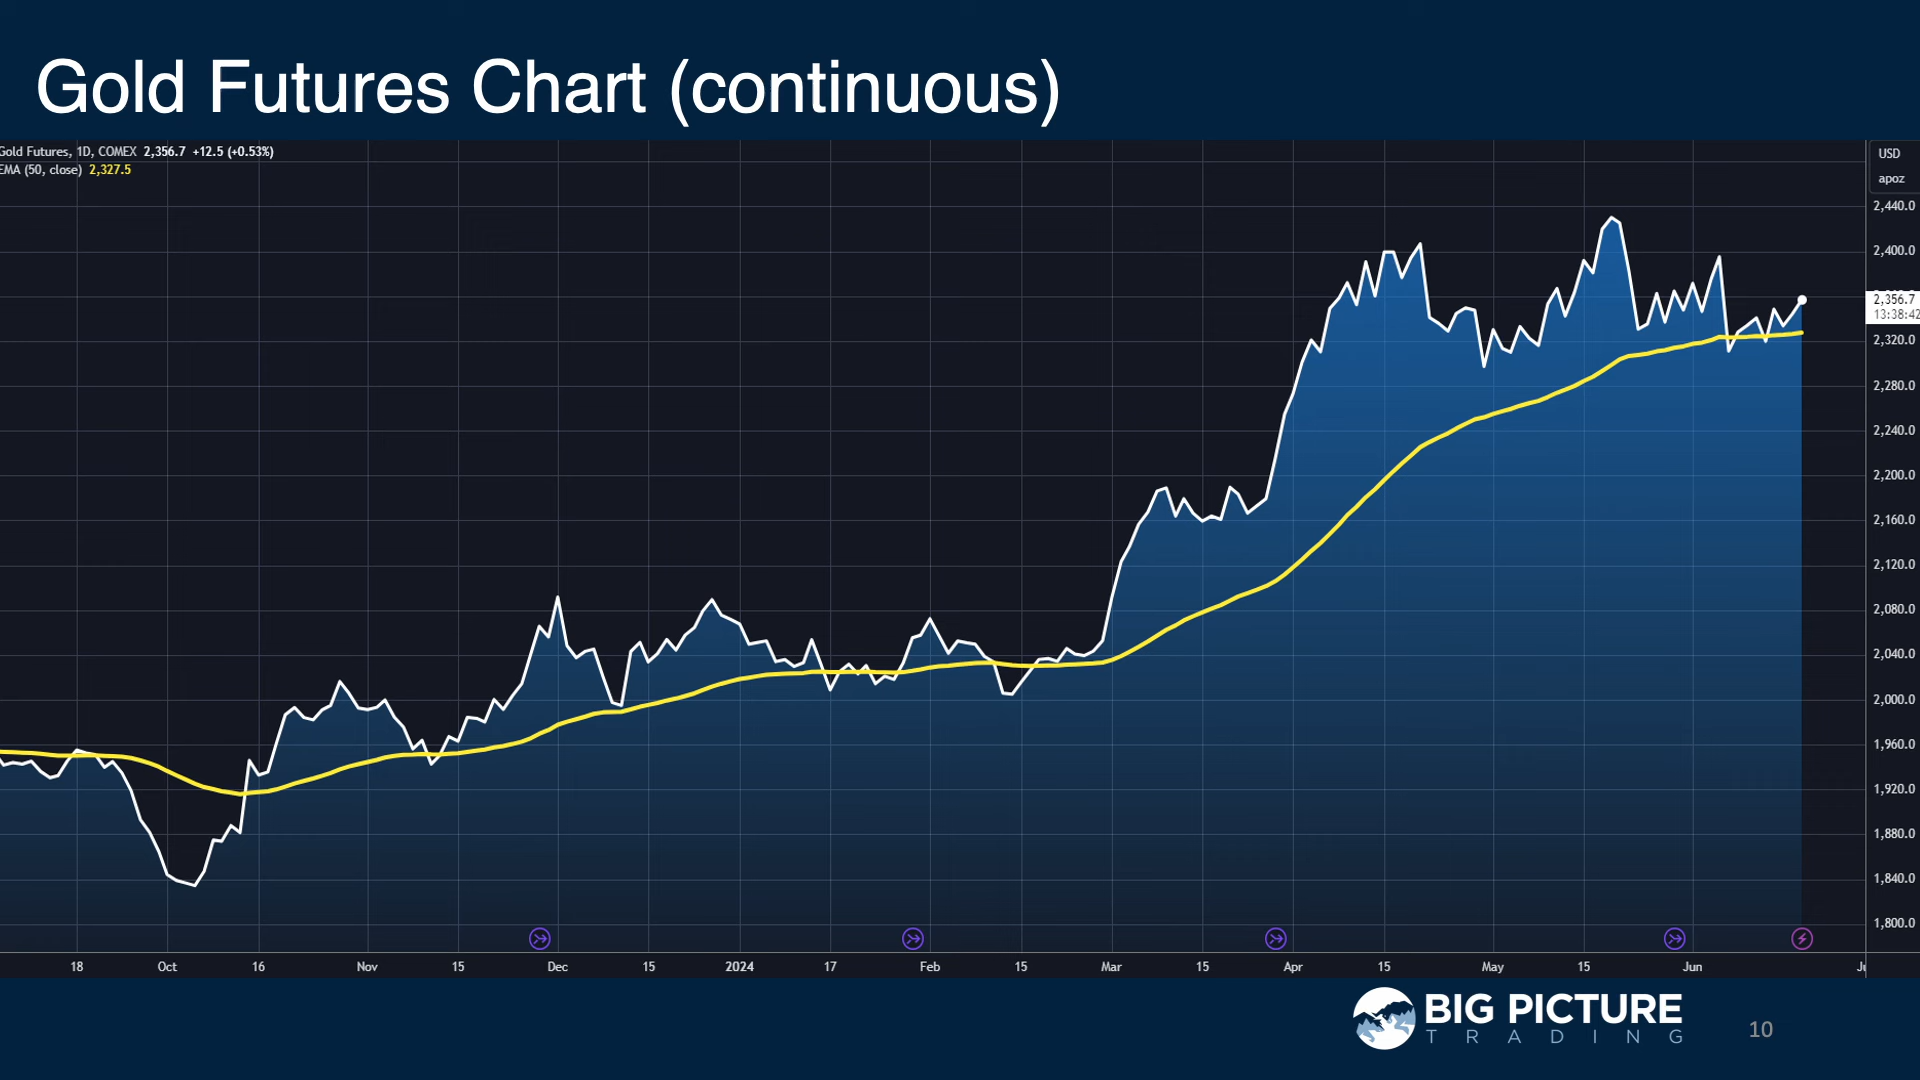 Gold Futures Chart (continuous)
Gold Futures, 1D, COMEX 2,356.7 +12.5 (+0.53%)
EMA (50, close) 2,327.5
USD
apoz
2,440.0
2,400.0
2,356.7
13:38:42
2,320.0
2,280.0
2,240.0
2,200.0
2,160.0
2,120.0
2,080.0
2,040.0
2,000.0
1,960.0
1,920.0
1,880.0
1,840.0
1,800.0
18 Oct 16 Nov 15 Dec 15 2024 17 Feb 15 Mar 15 Apr 15 May 15 Jun
BIG PICTURE
TRADING
10